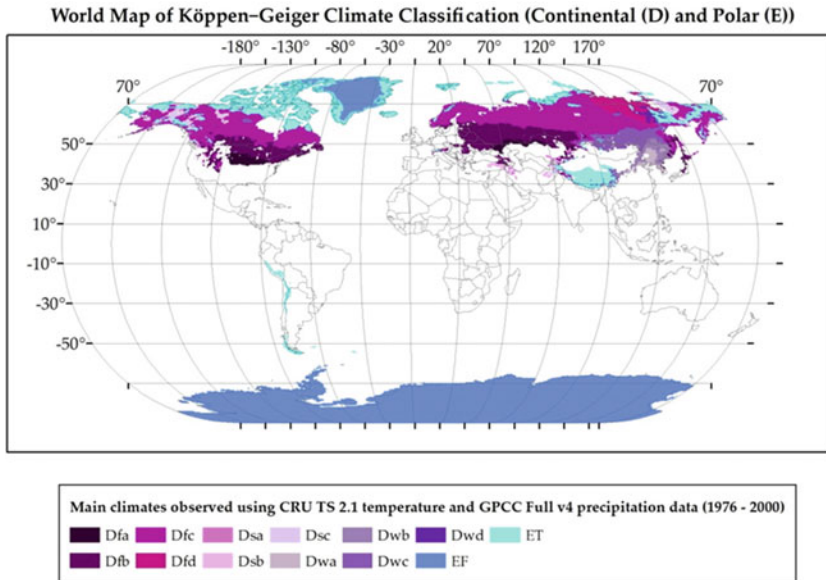 World Map of Köppen–Geiger Climate Classification (Continental (D) and Polar (E))
-180° -130° -80° -30° 20° 70° 120° 170°
70° 70°
50°
30°
10°
-10°
-30°
-50°
Main climates observed using CRU TS 2.1 temperature and GPCC Full v4 precipitation data (1976 - 2000)
Dfa Dfc Dsa Dsc Dwb Dwd ET
Dfb Dfd Dsb Dwa Dwc EF